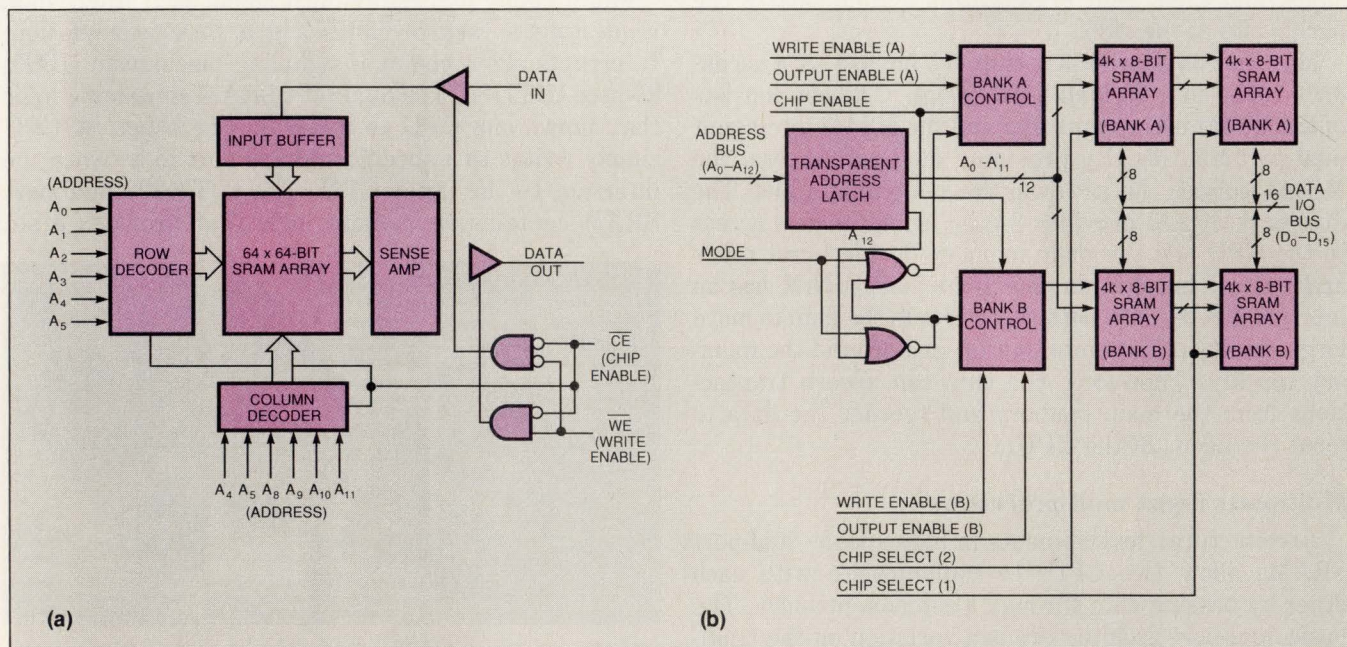 DATA
IN
INPUT BUFFER
(ADDRESS)
A0
A1
A2
A3
A4
A5
ROW
DECODER
64 x 64-BIT
SRAM ARRAY
SENSE
AMP
DATA
OUT
CE
(CHIP
ENABLE)
WE
(WRITE
ENABLE)
COLUMN
DECODER
A4 A5 A8 A9 A10 A11
(ADDRESS)
(a)
WRITE ENABLE (A)
OUTPUT ENABLE (A)
CHIP ENABLE
ADDRESS
BUS
(A0–A12)
TRANSPARENT
ADDRESS
LATCH
A12
MODE
BANK A
CONTROL
A0 -A11
12
4k x 8-BIT
SRAM
ARRAY
(BANK A)
4k x 8-BIT
SRAM
ARRAY
(BANK A)
8
8
16
DATA
I/O
BUS
(D0–D15)
8
8
BANK B
CONTROL
4k x 8-BIT
SRAM
ARRAY
(BANK B)
4k x 8-BIT
SRAM
ARRAY
(BANK B)
WRITE ENABLE (B)
OUTPUT ENABLE (B)
CHIP SELECT (2)
CHIP SELECT (1)
(b)